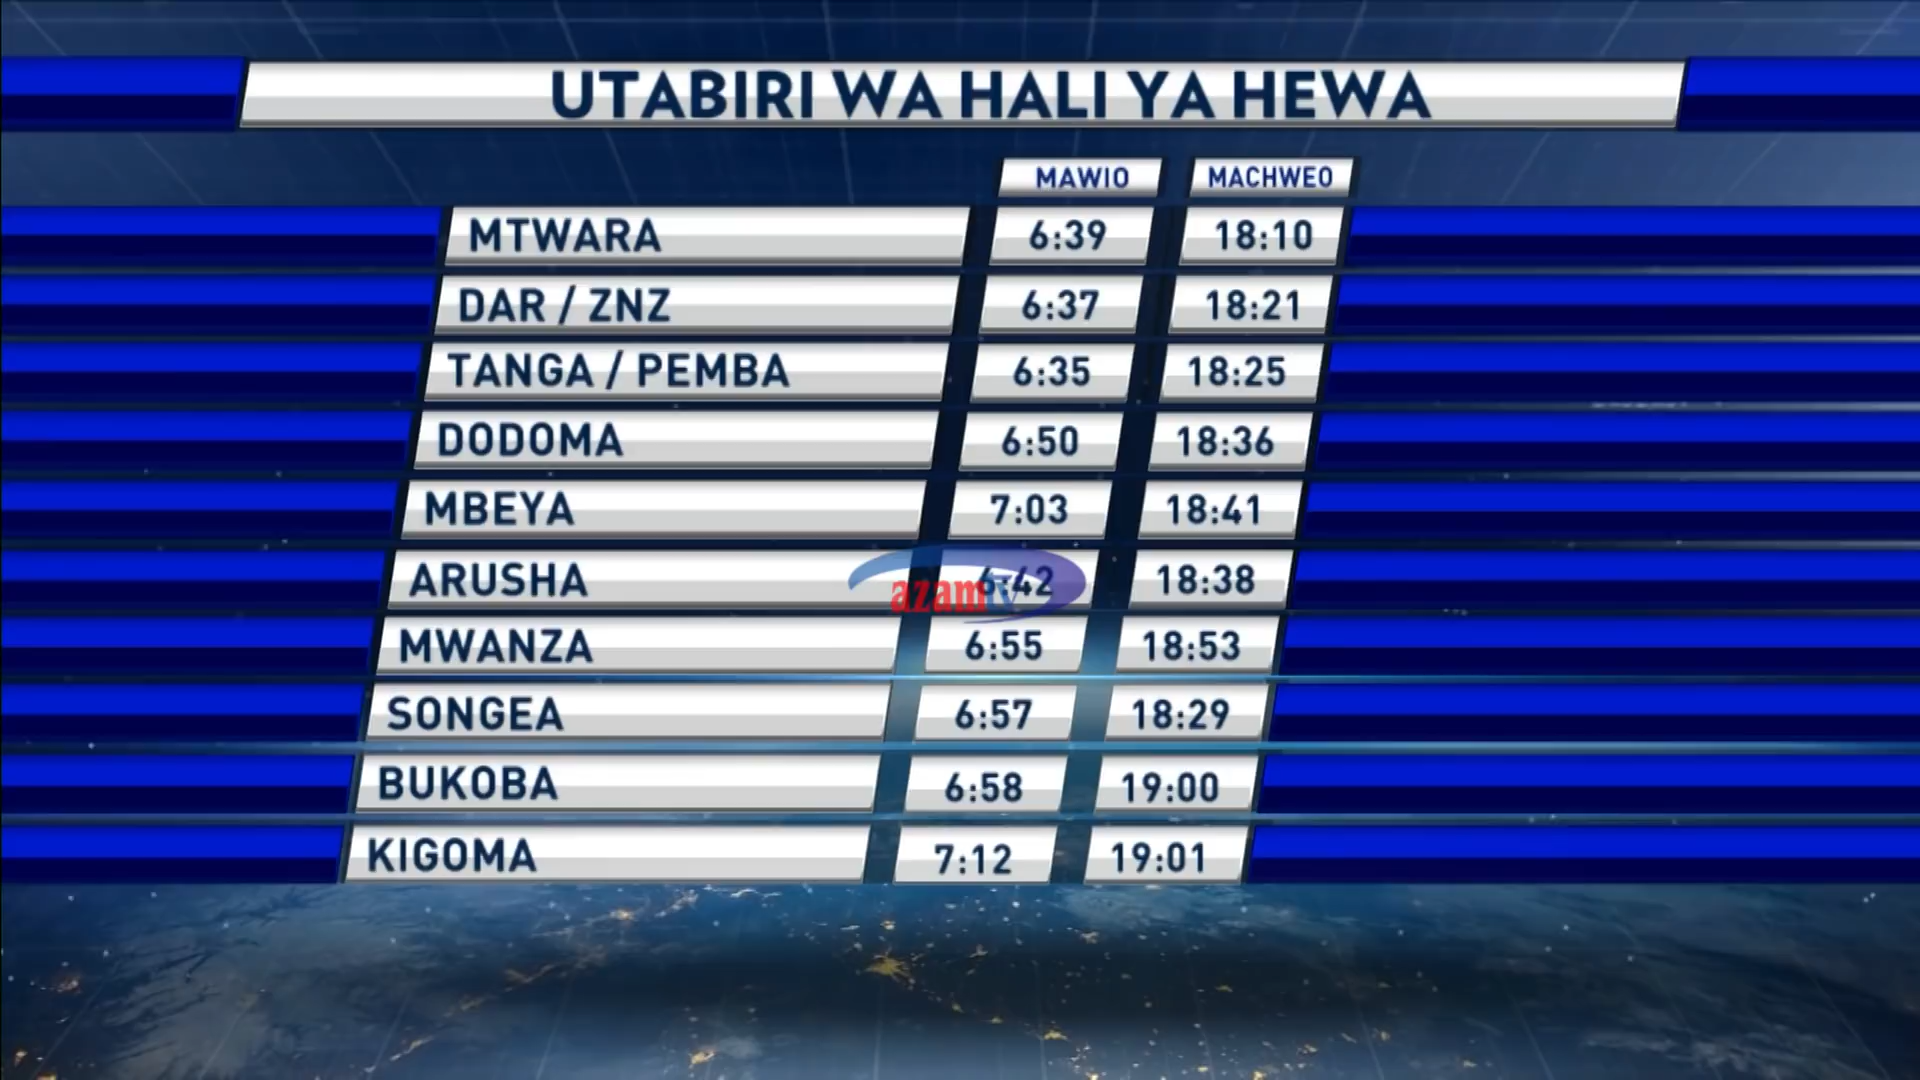 UTABIRI WA HALI YA HEWA
MAWIO MACHWEO
MTWARA 6:39 18:10
DAR / ZNZ 6:37 18:21
TANGA / PEMBA 6:35 18:25
DODOMA 6:50 18:36
MBEYA 7:03 18:41
ARUSHA 6:42 18:38
azamtv
MWANZA 6:55 18:53
SONGEA 6:57 18:29
BUKOBA 6:58 19:00
KIGOMA 7:12 19:01